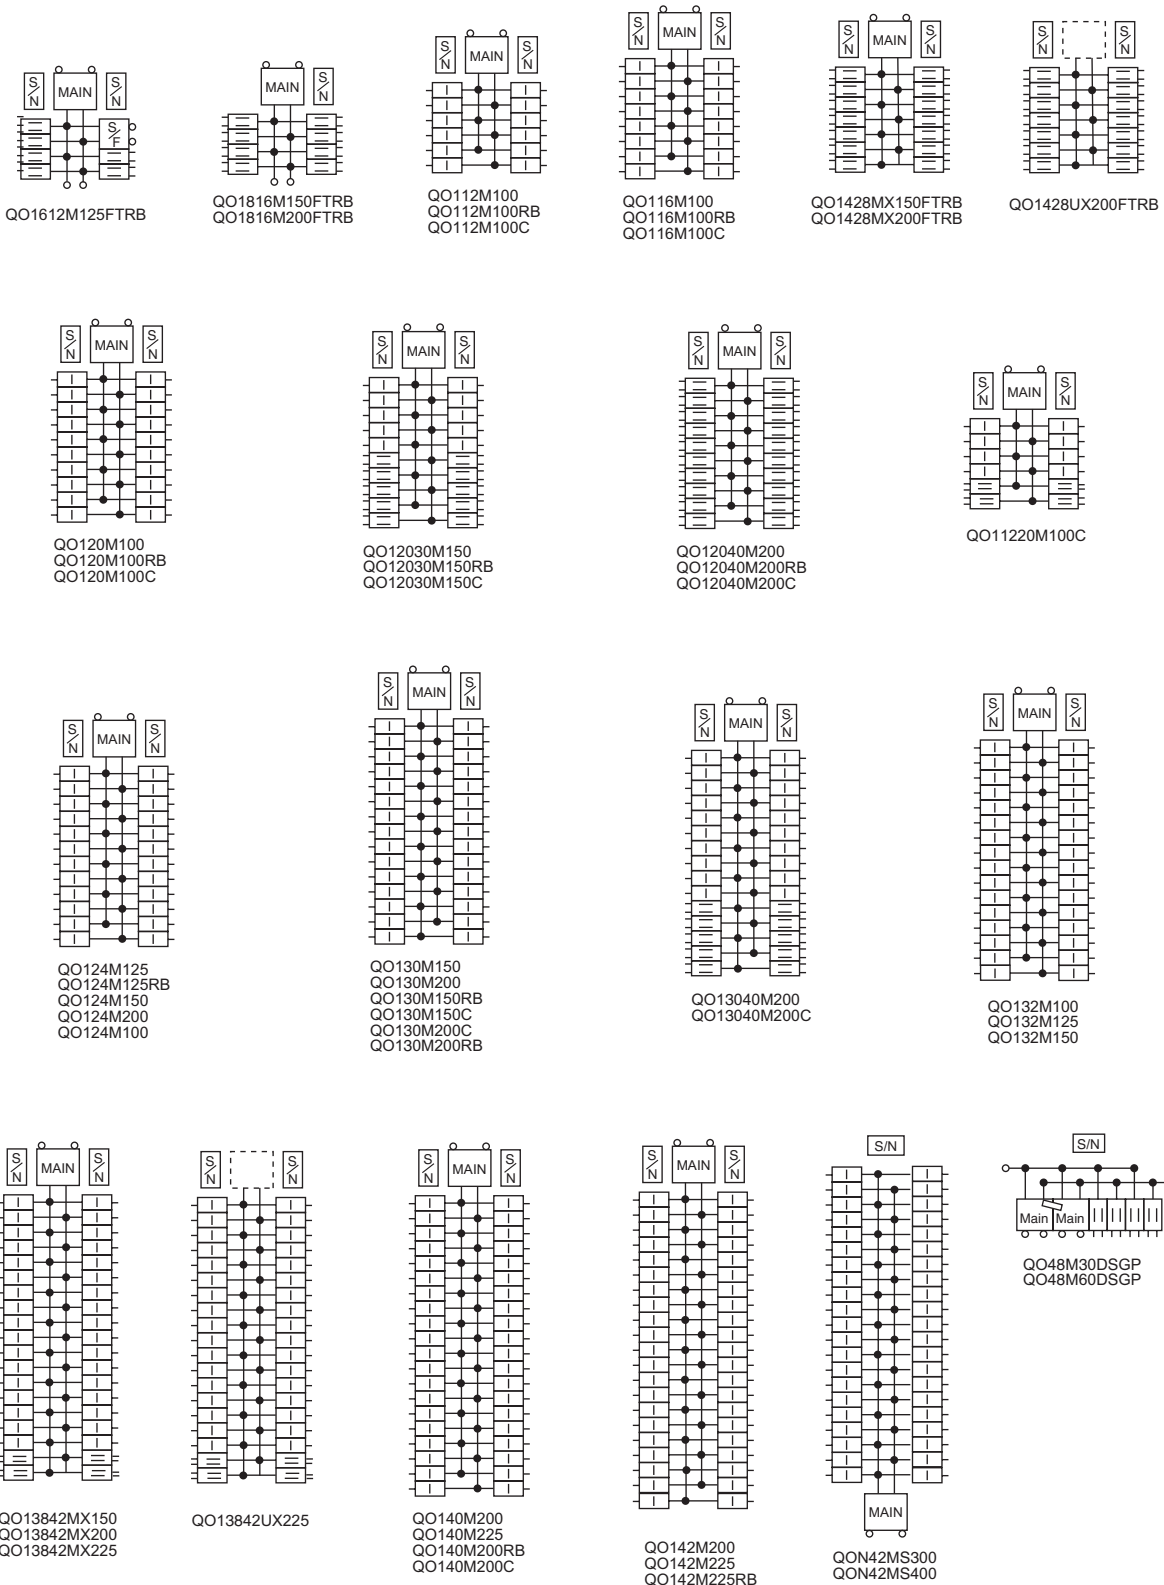 S/N MAIN S/N
S/F
QO1612M125FTRB
MAIN S/N
QO1816M150FTRB
QO1816M200FTRB
S/N MAIN S/N
QO112M100
QO112M100RB
QO112M100C
S/N MAIN S/N
QO116M100
QO116M100RB
QO116M100C
S/N MAIN S/N
QO1428MX150FTRB
QO1428MX200FTRB
S/N S/N
QO1428UX200FTRB
S/N MAIN S/N
QO120M100
QO120M100RB
QO120M100C
S/N MAIN S/N
QO12030M150
QO12030M150RB
QO12030M150C
S/N MAIN S/N
QO12040M200
QO12040M200RB
QO12040M200C
S/N MAIN S/N
QO11220M100C
S/N MAIN S/N
QO124M125
QO124M125RB
QO124M150
QO124M200
QO124M100
S/N MAIN S/N
QO130M150
QO130M200
QO130M150RB
QO130M150C
QO130M200C
QO130M200RB
S/N MAIN S/N
QO13040M200
QO13040M200C
S/N MAIN S/N
QO132M100
QO132M125
QO132M150
S/N MAIN S/N
QO13842MX150
QO13842MX200
QO13842MX225
S/N S/N
QO13842UX225
S/N MAIN S/N
QO140M200
QO140M225
QO140M200RB
QO140M200C
S/N MAIN S/N
QO142M200
QO142M225
QO142M225RB
S/N
MAIN
QON42MS300
QON42MS400
S/N
Main Main
QO48M30DSGP
QO48M60DSGP